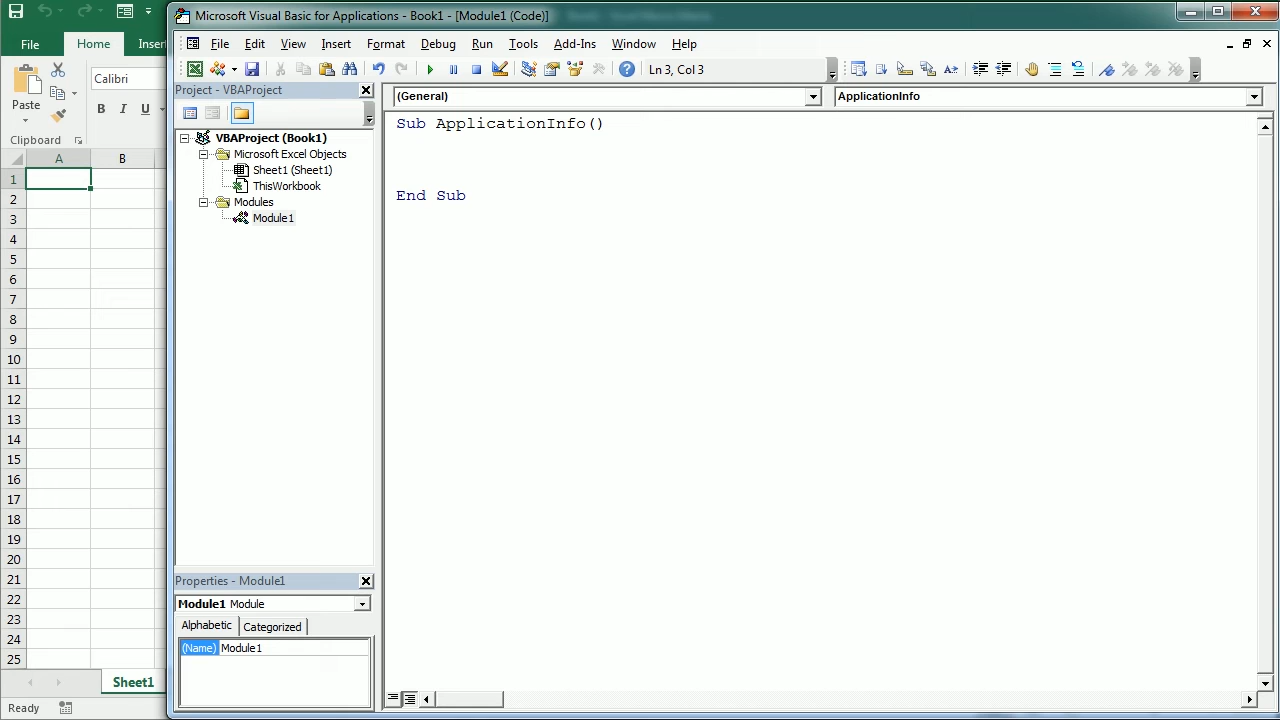 Microsoft Visual Basic for Applications - Book1 - [Module1 (Code)]
File Home Insert
File Edit View Insert Format Debug Run Tools Add-Ins Window Help
Calibri
Ln 3, Col 3
Paste
B I U
Clipboard
Project - VBAProject
(General)
ApplicationInfo
VBAProject (Book1)
Microsoft Excel Objects
Sheet1 (Sheet1)
ThisWorkbook
Modules
Module1
Sub ApplicationInfo()
End Sub
A B
1
2
3
4
5
6
7
8
9
10
11
12
13
14
15
16
17
18
19
20
21
22
23
24
25
Properties - Module1
Module1 Module
Alphabetic Categorized
(Name) Module1
Sheet1
Ready